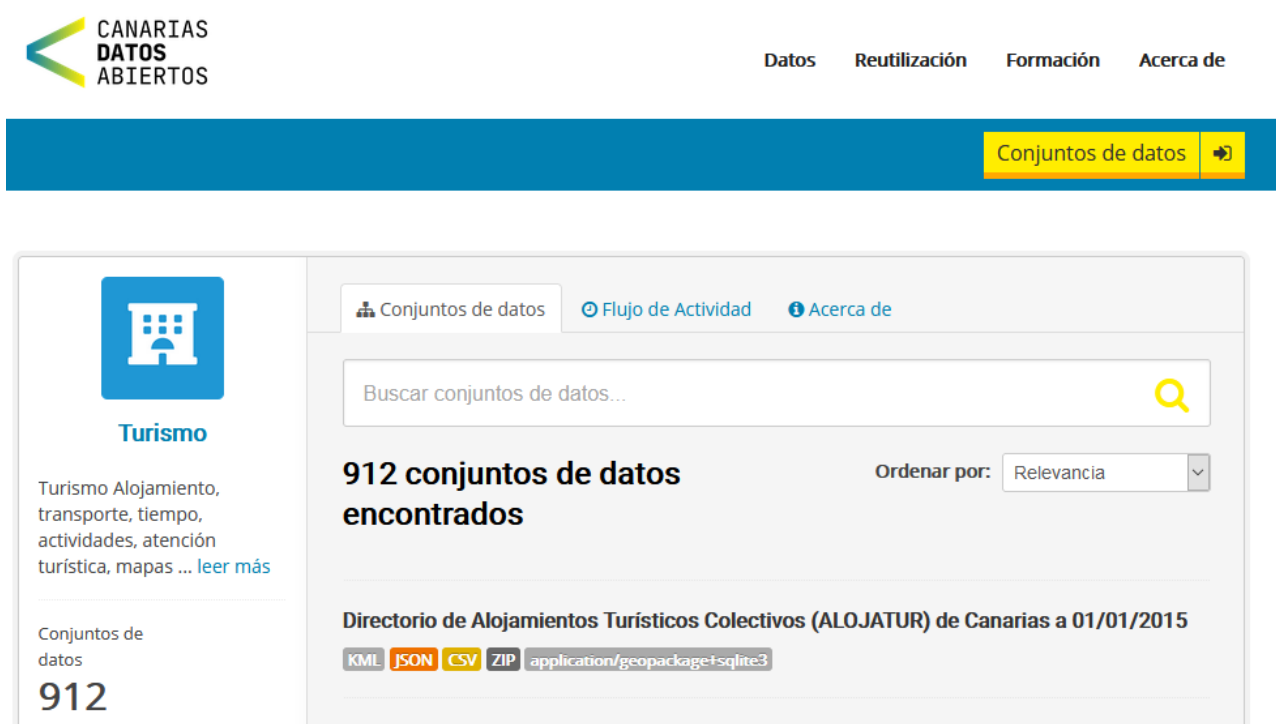 CANARIAS
DATOS
ABIERTOS
Datos Reutilización Formación Acerca de
Conjuntos de datos
Turismo
Turismo Alojamiento,
transporte, tiempo,
actividades, atención
turística, mapas ... leer más
Conjuntos de
datos
912
Conjuntos de datos Flujo de Actividad Acerca de
Buscar conjuntos de datos...
912 conjuntos de datos
encontrados
Ordenar por: Relevancia
Directorio de Alojamientos Turísticos Colectivos (ALOJATUR) de Canarias a 01/01/2015
KML JSON CSV ZIP application/geopackage+sqlite3